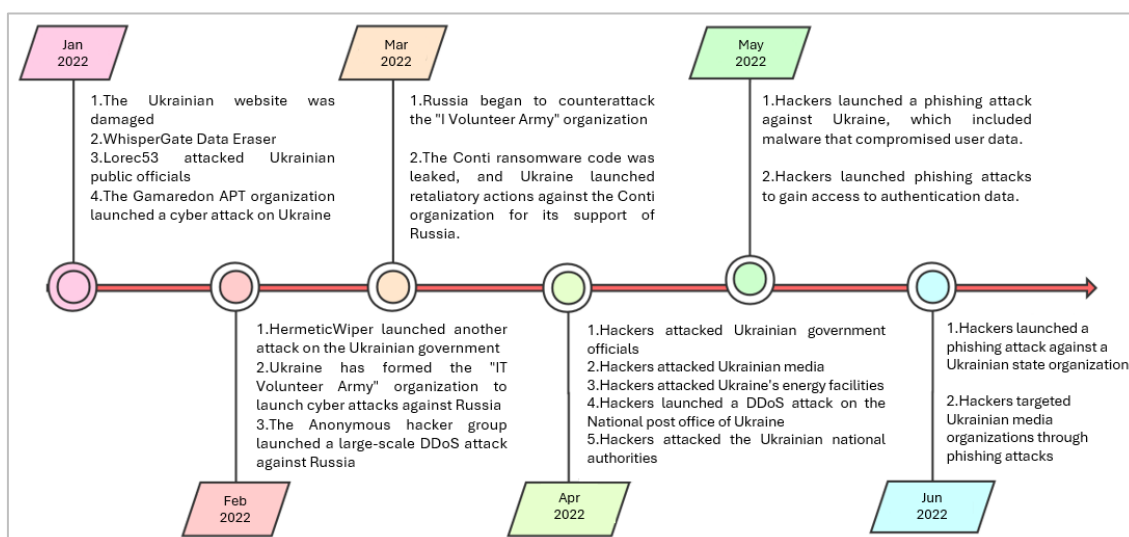 Jan
2022
1.The Ukrainian website was
damaged
2.WhisperGate Data Eraser
3.Lorec53 attacked Ukrainian
public officials
4.The Gamaredon APT organization
launched a cyber attack on Ukraine
Mar
2022
1.Russia began to counterattack
the "I Volunteer Army" organization
2.The Conti ransomware code was
leaked, and Ukraine launched
retaliatory actions against the Conti
organization for its support of
Russia.
May
2022
1.Hackers launched a phishing attack
against Ukraine, which included
malware that compromised user data.
2.Hackers launched phishing attacks
to gain access to authentication data.
1.HermeticWiper launched another
attack on the Ukrainian government
2.Ukraine has formed the "IT
Volunteer Army" organization to
launch cyber attacks against Russia
3.The Anonymous hacker group
launched a large-scale DDoS attack
against Russia
Feb
2022
1.Hackers attacked Ukrainian government
officials
2.Hackers attacked Ukrainian media
3.Hackers attacked Ukraine's energy facilities
4.Hackers launched a DDoS attack on the
National post office of Ukraine
5.Hackers attacked the Ukrainian national
authorities
Apr
2022
1.Hackers launched a
phishing attack against a
Ukrainian state organization
2.Hackers targeted
Ukrainian media
organizations through
phishing attacks
Jun
2022